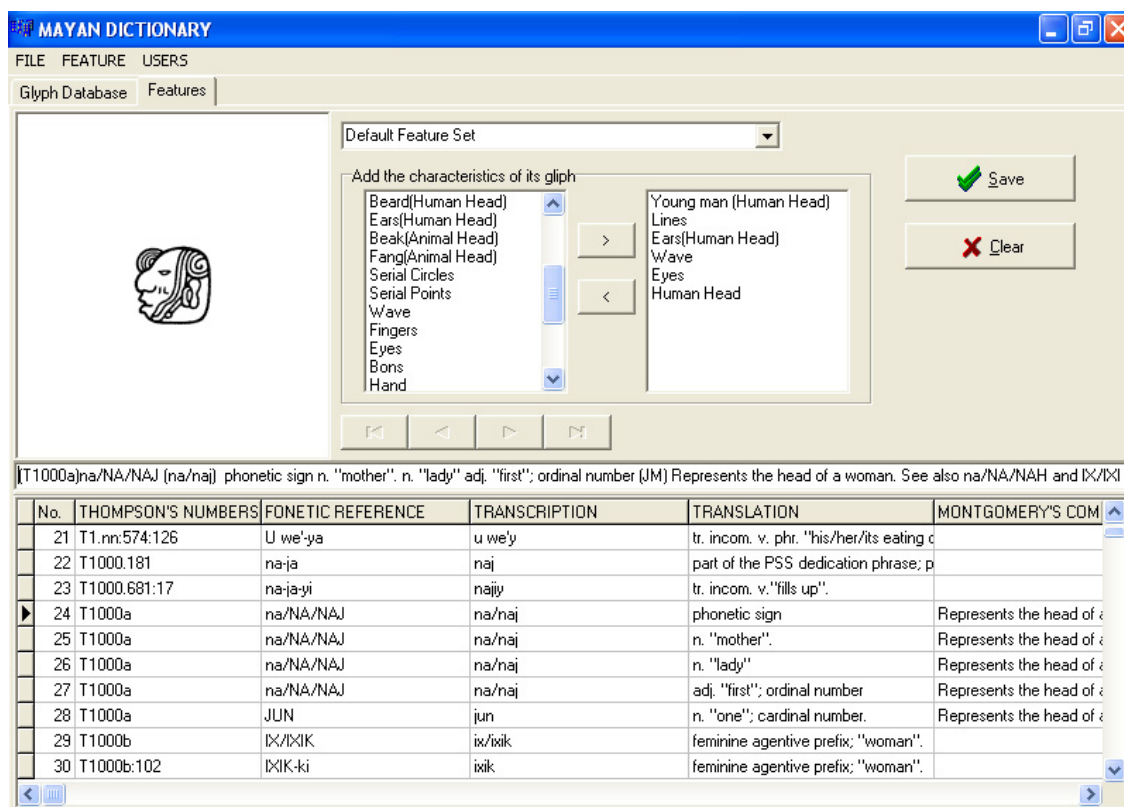 MAYAN DICTIONARY
FILE FEATURE USERS
Glyph Database Features
Default Feature Set
Add the characteristics of its gliph
Beard(Human Head)
Ears(Human Head)
Beak(Animal Head)
Fang(Animal Head)
Serial Circles
Serial Points
Wave
Fingers
Eyes
Bons
Hand
>
<
Young man (Human Head)
Lines
Ears(Human Head)
Wave
Eyes
Human Head
Save
Clear
(T1000a)na/NA/NAJ (na/naj) phonetic sign n. "mother". n. "lady" adj. "first"; ordinal number (JM) Represents the head of a woman. See also na/NA/NAH and IX/IXI
No. THOMPSON'S NUMBERS FONETIC REFERENCE TRANSCRIPTION TRANSLATION MONTGOMERY'S COM
21 T1.nn:574:126 U we'-ya u we'y tr. incom. v. phr. "his/her/its eating
22 T1000.181 na-ja naj part of the PSS dedication phrase; p
23 T1000.681:17 na-ja-yi najiy tr. incom. v."fills up".
24 T1000a na/NA/NAJ na/naj phonetic sign Represents the head of
25 T1000a na/NA/NAJ na/naj n. "mother". Represents the head of
26 T1000a na/NA/NAJ na/naj n. "lady" Represents the head of
27 T1000a na/NA/NAJ na/naj adj. "first"; ordinal number Represents the head of
28 T1000a JUN jun n. "one"; cardinal number. Represents the head of
29 T1000b IX/IXIK ix/ixik feminine agentive prefix; "woman".
30 T1000b:102 IXIK-ki ixik feminine agentive prefix; "woman".